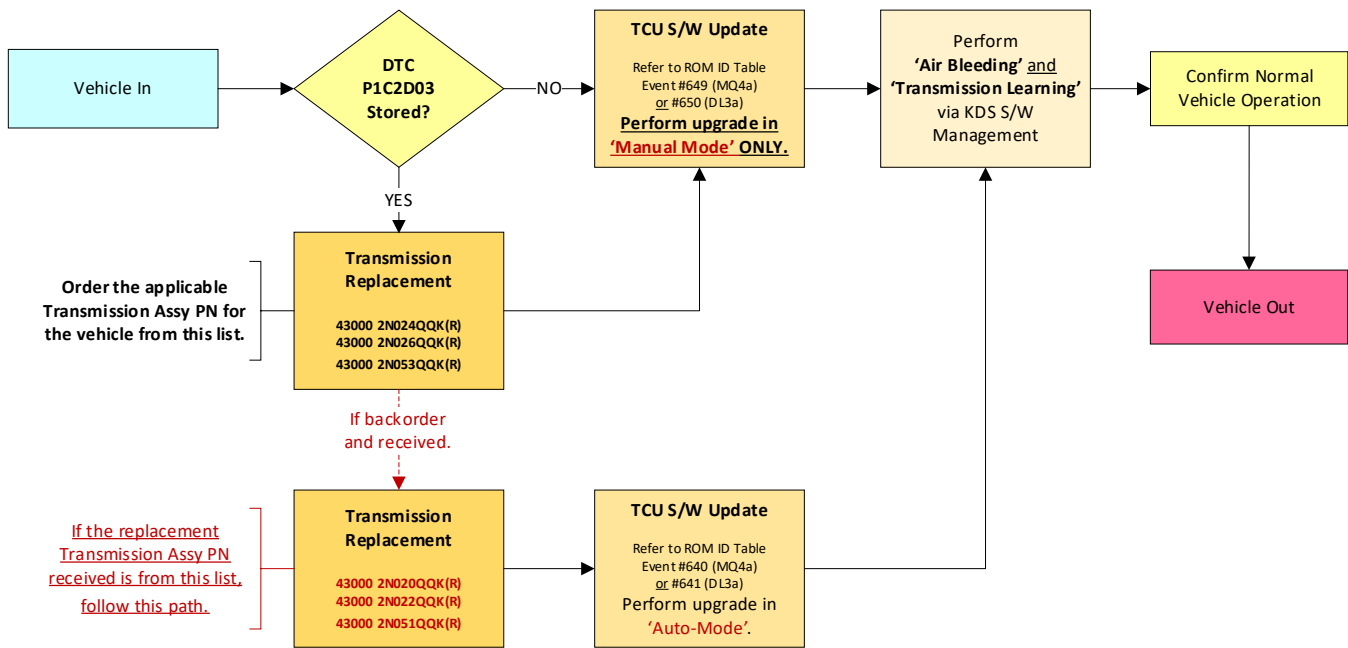 Vehicle In
DTC
P1C2D03
Stored?
NO
YES
TCU S/W Update
Refer to ROM ID Table
Event #649 (MQ4a)
or #650 (DL3a)
Perform upgrade in
‘Manual Mode’ ONLY.
Perform
‘Air Bleeding’ and
‘Transmission Learning’
via KDS S/W
Management
Confirm Normal
Vehicle Operation
Vehicle Out
Order the applicable
Transmission Assy PN for
the vehicle from this list.
Transmission
Replacement
43000 2N024QQK(R)
43000 2N026QQK(R)
43000 2N053QQK(R)
If backorder
and received.
If the replacement
Transmission Assy PN
received is from this list,
follow this path.
Transmission
Replacement
43000 2N020QQK(R)
43000 2N022QQK(R)
43000 2N051QQK(R)
TCU S/W Update
Refer to ROM ID Table
Event #640 (MQ4a)
or #641 (DL3a)
Perform upgrade in
‘Auto-Mode’.